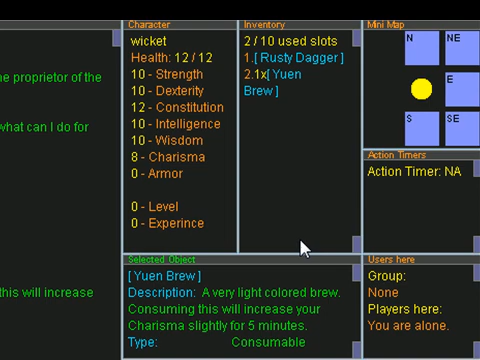 he proprietor of the
what can I do for
this will increase
Character
wicket
Health: 12 / 12
10 - Strength
10 - Dexterity
12 - Constitution
10 - Intelligence
10 - Wisdom
8 - Charisma
0 - Armor
0 - Level
0 - Experince
Inventory
2 / 10 used slots
1.[ Rusty Dagger ]
2.1x[ Yuen
Brew ]
Mini Map
N
NE
E
S
SE
Action Timers
Action Timer: NA
Selected Object
[ Yuen Brew ]
Description: A very light colored brew.
Consuming this will increase your
Charisma slightly for 5 minutes.
Type: Consumable
Users here
Group:
None
Players here:
You are alone.